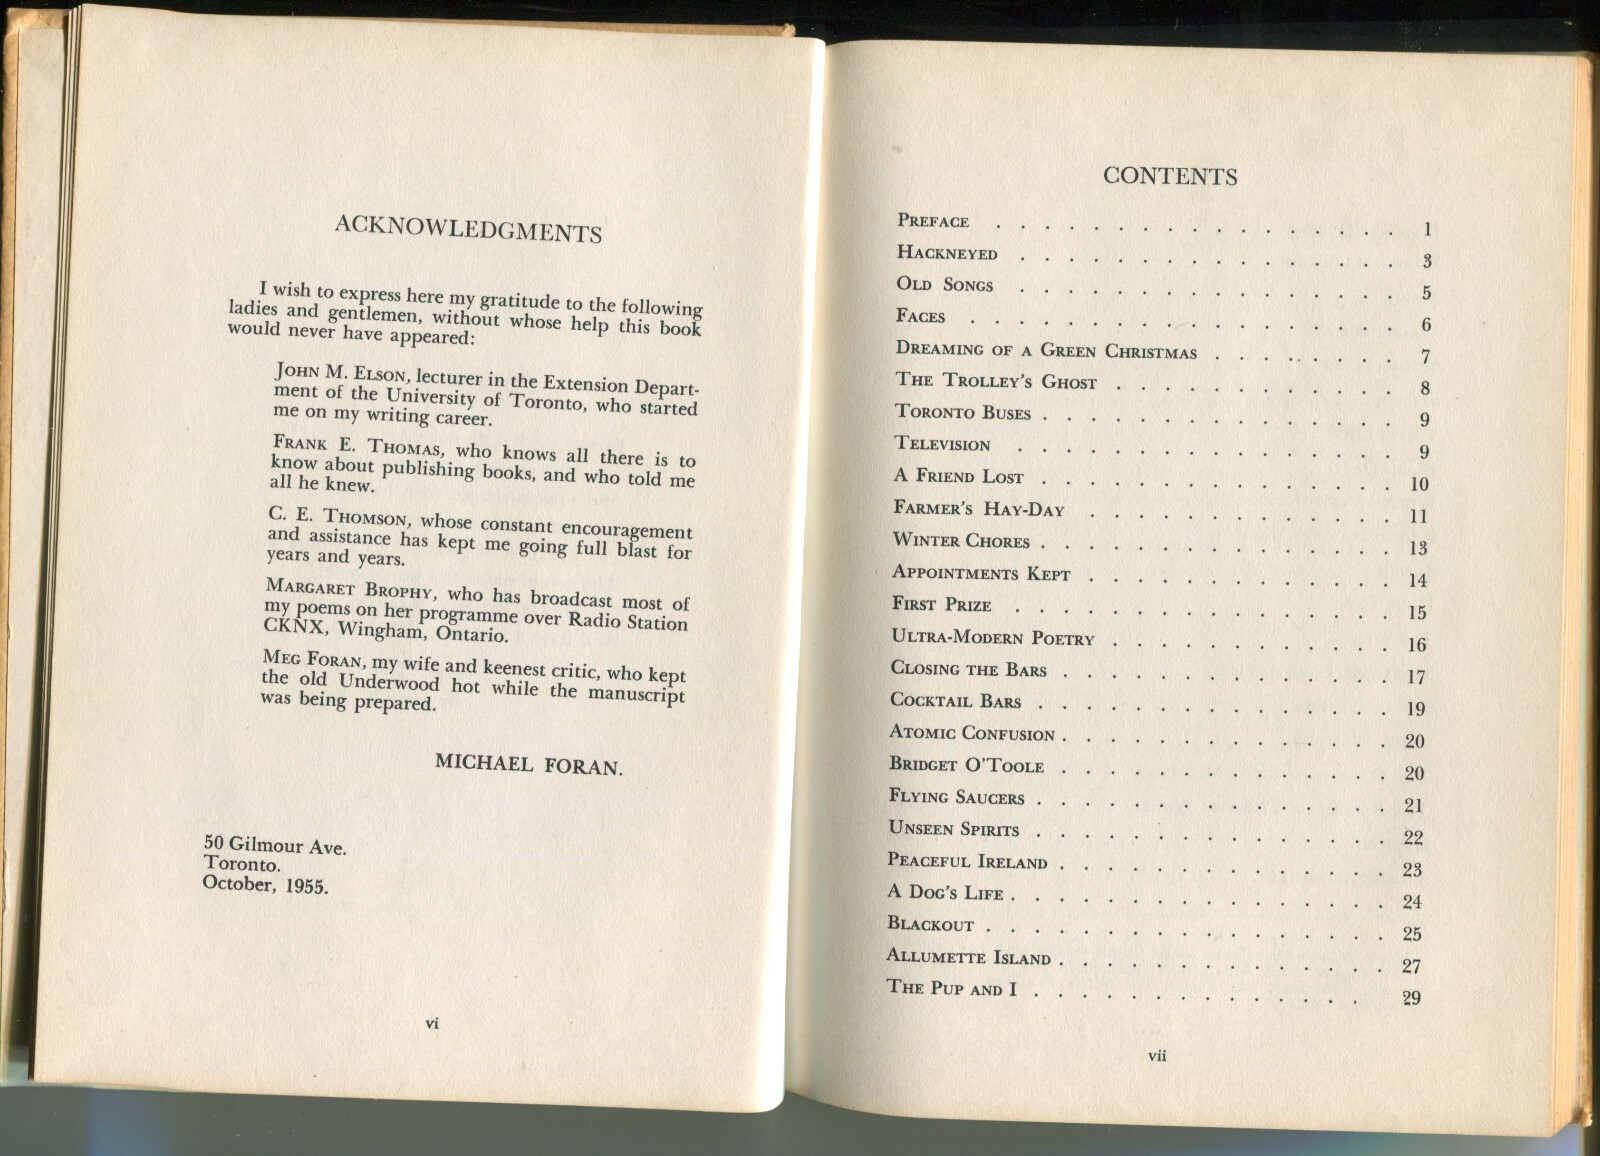 ACKNOWLEDGMENTS
I wish to express here my gratitude to the following
ladies and gentlemen, without whose help this book
would never have appeared:
JOHN M. ELSON, lecturer in the Extension Depart-
ment of the University of Toronto, who started
me on my writing career.
FRANK E. THOMAS, who knows all there is to
know about publishing books, and who told me
all he knew.
C. E. THOMSON, whose constant encouragement
and assistance has kept me going full blast for
years and years.
MARGARET BROPHY, who has broadcast most of
my poems on her programme over Radio Station
CKNX, Wingham, Ontario.
MEG FORAN, my wife and keenest critic, who kept
the old Underwood hot while the manuscript
was being prepared.
MICHAEL FORAN.
50 Gilmour Ave.
Toronto.
October, 1955.
vi
CONTENTS
PREFACE . . . . . . . . . . . . . . . . . 1
HACKNEYED . . . . . . . . . . . . . . . . 3
OLD SONGS . . . . . . . . . . . . . . . . 5
FACES . . . . . . . . . . . . . . . . . . 6
DREAMING OF A GREEN CHRISTMAS . . . . . . . . 7
THE TROLLEY'S GHOST . . . . . . . . . . . . 8
TORONTO BUSES . . . . . . . . . . . . . . . 9
TELEVISION . . . . . . . . . . . . . . . . 9
A FRIEND LOST . . . . . . . . . . . . . . . 10
FARMER'S HAY-DAY . . . . . . . . . . . . . 11
WINTER CHORES . . . . . . . . . . . . . . . 13
APPOINTMENTS KEPT . . . . . . . . . . . . . 14
FIRST PRIZE . . . . . . . . . . . . . . . . 15
ULTRA-MODERN POETRY . . . . . . . . . . . . 16
CLOSING THE BARS . . . . . . . . . . . . . . 17
COCKTAIL BARS . . . . . . . . . . . . . . . 19
ATOMIC CONFUSION . . . . . . . . . . . . . . 20
BRIDGET O'TOOLE . . . . . . . . . . . . . . 20
FLYING SAUCERS . . . . . . . . . . . . . . . 21
UNSEEN SPIRITS . . . . . . . . . . . . . . . 22
PEACEFUL IRELAND . . . . . . . . . . . . . . 23
A DOG'S LIFE . . . . . . . . . . . . . . . . 24
BLACKOUT . . . . . . . . . . . . . . . . . 25
ALLUMETTE ISLAND . . . . . . . . . . . . . . 27
THE PUP AND I . . . . . . . . . . . . . . 29
vii